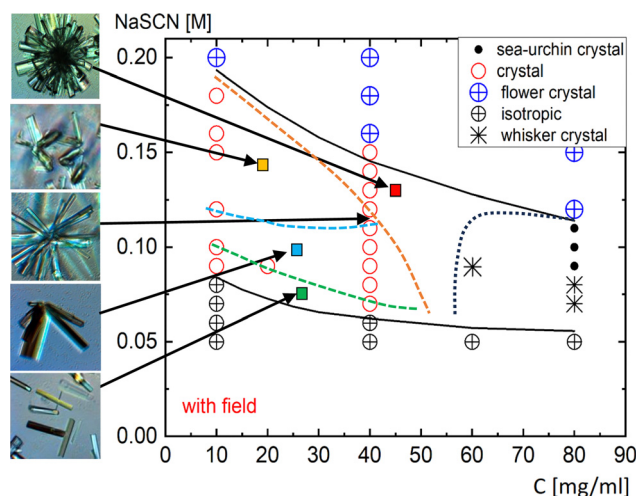 NaSCN [M]
0.20
0.15
0.10
0.05
0.00
sea-urchin crystal
crystal
flower crystal
isotropic
whisker crystal
with field
0 10 20 30 40 50 60 70 80 90
C [mg/ml]